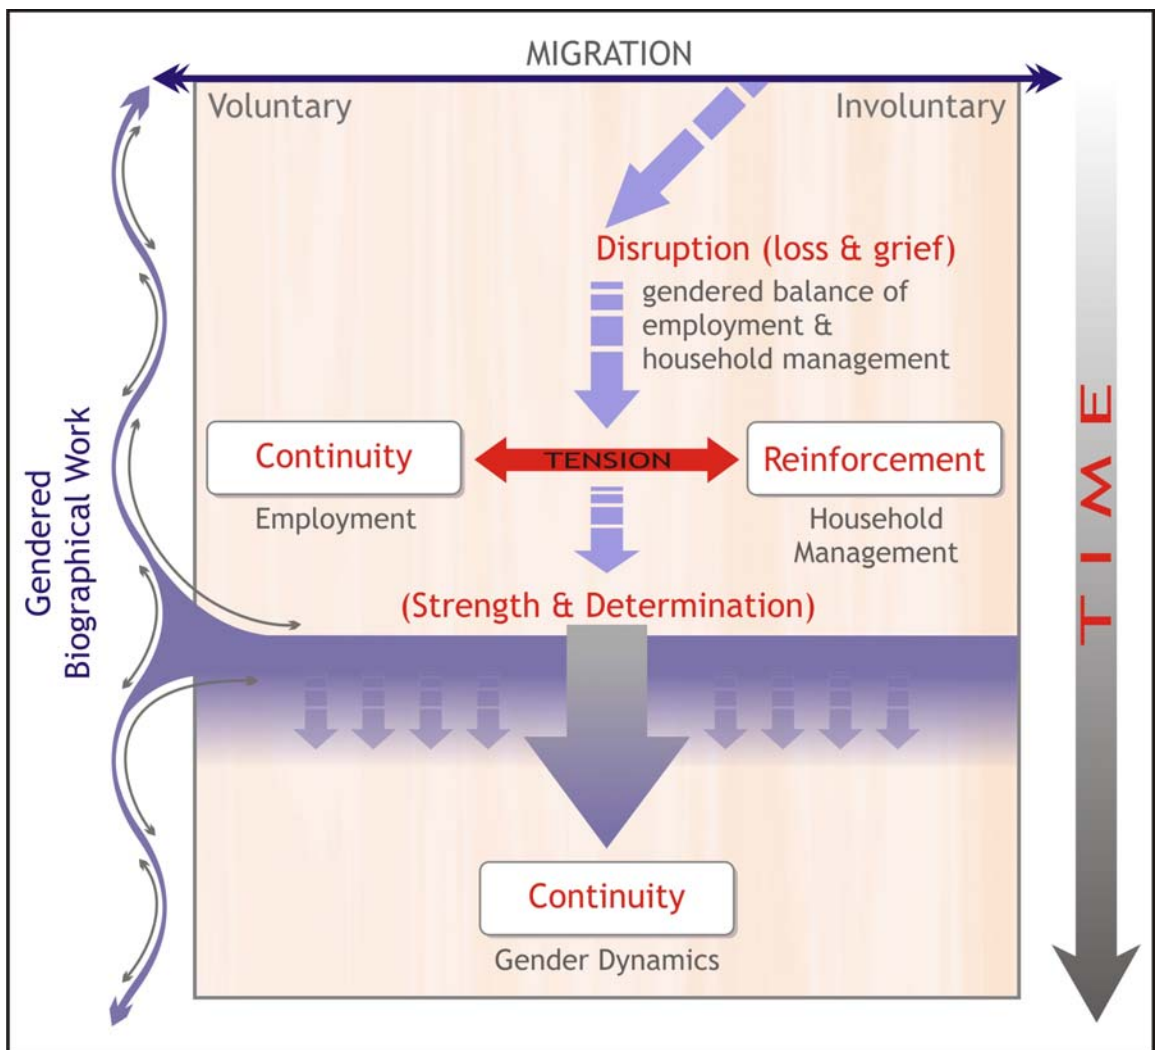 MIGRATION
Voluntary
Involuntary
Disruption (loss & grief)
gendered balance of
employment &
household management
Continuity
TENSION
Reinforcement
Employment
Household
Management
(Strength & Determination)
Continuity
Gender Dynamics
Gendered
Biographical Work
TIME